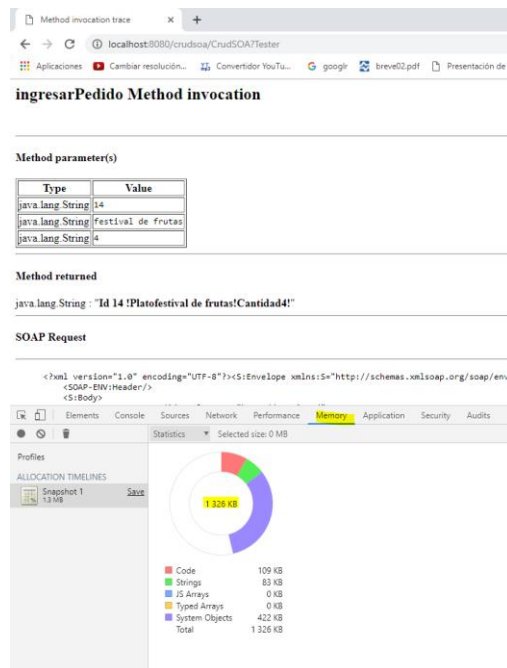 Method invocation trace
localhost:8080/crudsoa/CrudSOA?Tester
Aplicaciones Cambiar resolución... Convertidor YouTu... googlr breve02.pdf Presentación de
ingresarPedido Method invocation
Method parameter(s)
Type Value
java.lang.String 14
java.lang.String festival de frutas
java.lang.String 4
Method returned
java.lang.String : "Id 14 !Platofestival de frutas!Cantidad4!"
SOAP Request
<?xml version="1.0" encoding="UTF-8"?><S:Envelope xmlns:S="http://schemas.xmlsoap.org/soap/env
<SOAP-ENV:Header/>
<S:Body>
Elements Console Sources Network Performance Memory Application Security Audits
Statistics Selected size: 0 MB
Profiles
ALLOCATION TIMELINES
Snapshot 1 Save
1.3 MB
1 326 KB
Code 109 KB
Strings 83 KB
JS Arrays 0 KB
Typed Arrays 0 KB
System Objects 422 KB
Total 1 326 KB